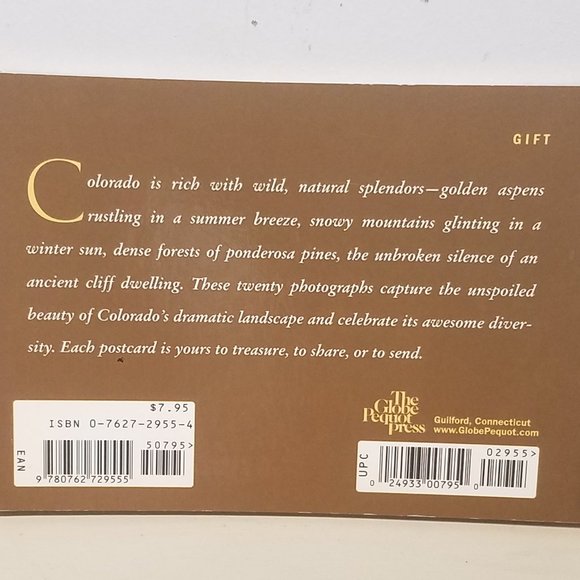 GIFT
Colorado is rich with wild, natural splendors—golden aspens
rustling in a summer breeze, snowy mountains glinting in a
winter sun, dense forests of ponderosa pines, the unbroken silence of an
ancient cliff dwelling. These twenty photographs capture the unspoiled
beauty of Colorado's dramatic landscape and celebrate its awesome diver-
sity. Each postcard is yours to treasure, to share, or to send.
The
Globe
Pequot
Press
Guilford, Connecticut
www.GlobePequot.com
$7.95
ISBN 0-7627-2955-4
50795>
EAN
9 780762 729555
02955>
UPC
0 24933 00795 0